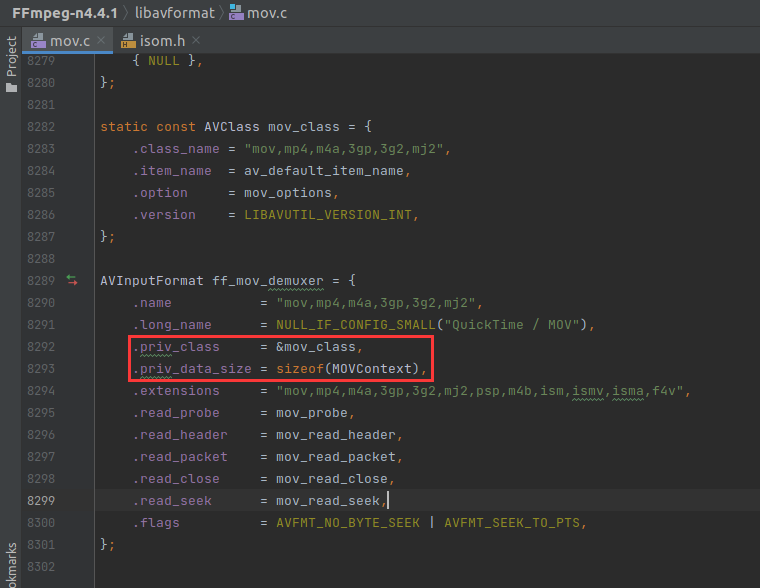 FFmpeg-n4.4.1 › libavformat › mov.c
mov.c × isom.h ×
Project
8279 { NULL },
8280 };
8281
8282 static const AVClass mov_class = {
8283 .class_name = "mov,mp4,m4a,3gp,3g2,mj2",
8284 .item_name = av_default_item_name,
8285 .option = mov_options,
8286 .version = LIBAVUTIL_VERSION_INT,
8287 };
8288
8289 AVInputFormat ff_mov_demuxer = {
8290 .name = "mov,mp4,m4a,3gp,3g2,mj2",
8291 .long_name = NULL_IF_CONFIG_SMALL("QuickTime / MOV"),
8292 .priv_class = &mov_class,
8293 .priv_data_size = sizeof(MOVContext),
8294 .extensions = "mov,mp4,m4a,3gp,3g2,mj2,psp,m4b,ism,ismv,isma,f4v",
8295 .read_probe = mov_probe,
8296 .read_header = mov_read_header,
8297 .read_packet = mov_read_packet,
8298 .read_close = mov_read_close,
8299 .read_seek = mov_read_seek,
8300 .flags = AVFMT_NO_BYTE_SEEK | AVFMT_SEEK_TO_PTS,
8301 };
8302
okmarks